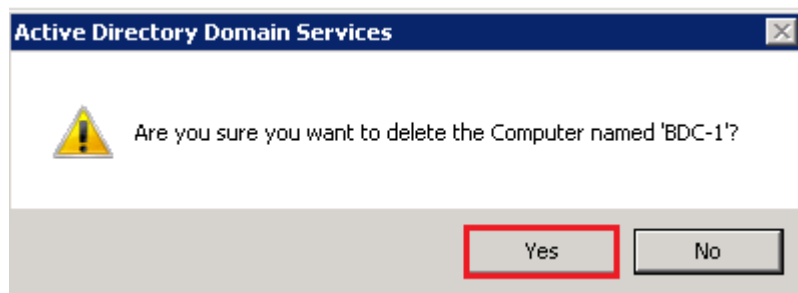 Active Directory Domain Services
Are you sure you want to delete the Computer named 'BDC-1'?
Yes No